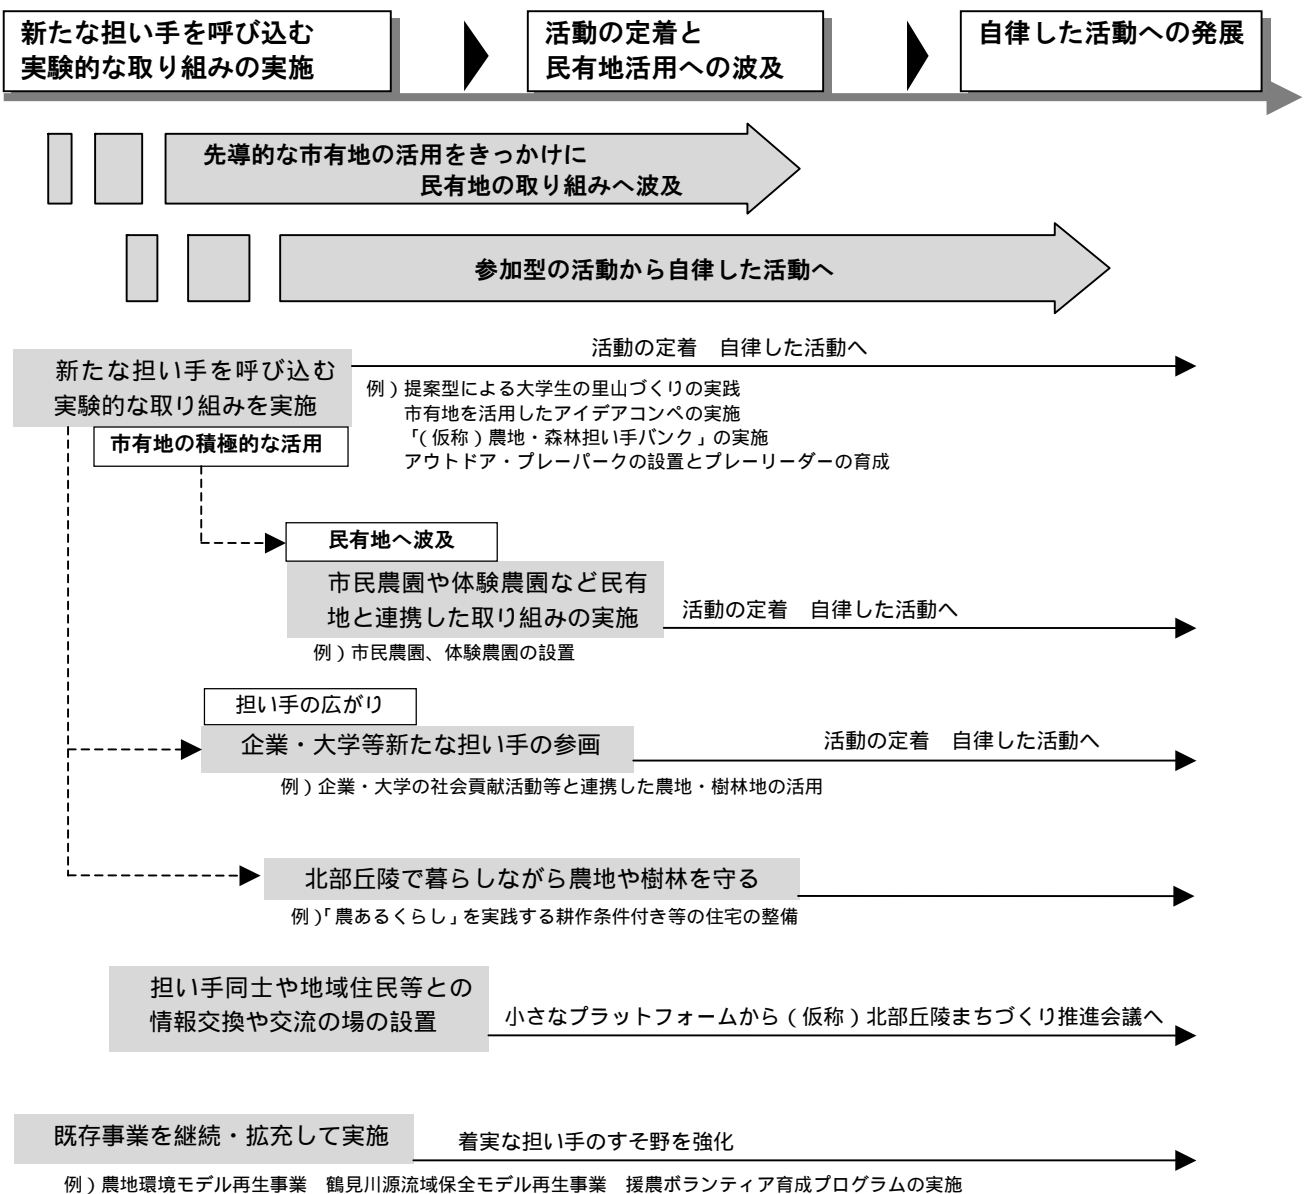 新たな担い手を呼び込む
実験的な取り組みの実施
活動の定着と
民有地活用への波及
自律した活動への発展
先導的な市有地の活用をきっかけに
民有地の取り組みへ波及
参加型の活動から自律した活動へ
新たな担い手を呼び込む
実験的な取り組みを実施
活動の定着　自律した活動へ
例）提案型による大学生の里山づくりの実践
市有地を活用したアイデアコンペの実施
「（仮称）農地・森林担い手バンク」の実施
アウトドア・プレーパークの設置とプレーリーダーの育成
市有地の積極的な活用
民有地へ波及
市民農園や体験農園など民有
地と連携した取り組みの実施
活動の定着　自律した活動へ
例）市民農園、体験農園の設置
担い手の広がり
企業・大学等新たな担い手の参画
活動の定着　自律した活動へ
例）企業・大学の社会貢献活動等と連携した農地・樹林地の活用
北部丘陵で暮らしながら農地や樹林を守る
例）「農あるくらし」を実践する耕作条件付き等の住宅の整備
担い手同士や地域住民等との
情報交換や交流の場の設置
小さなプラットフォームから（仮称）北部丘陵まちづくり推進会議へ
既存事業を継続・拡充して実施
着実な担い手のすそ野を強化
例）農地環境モデル再生事業　鶴見川源流域保全モデル再生事業　援農ボランティア育成プログラムの実施